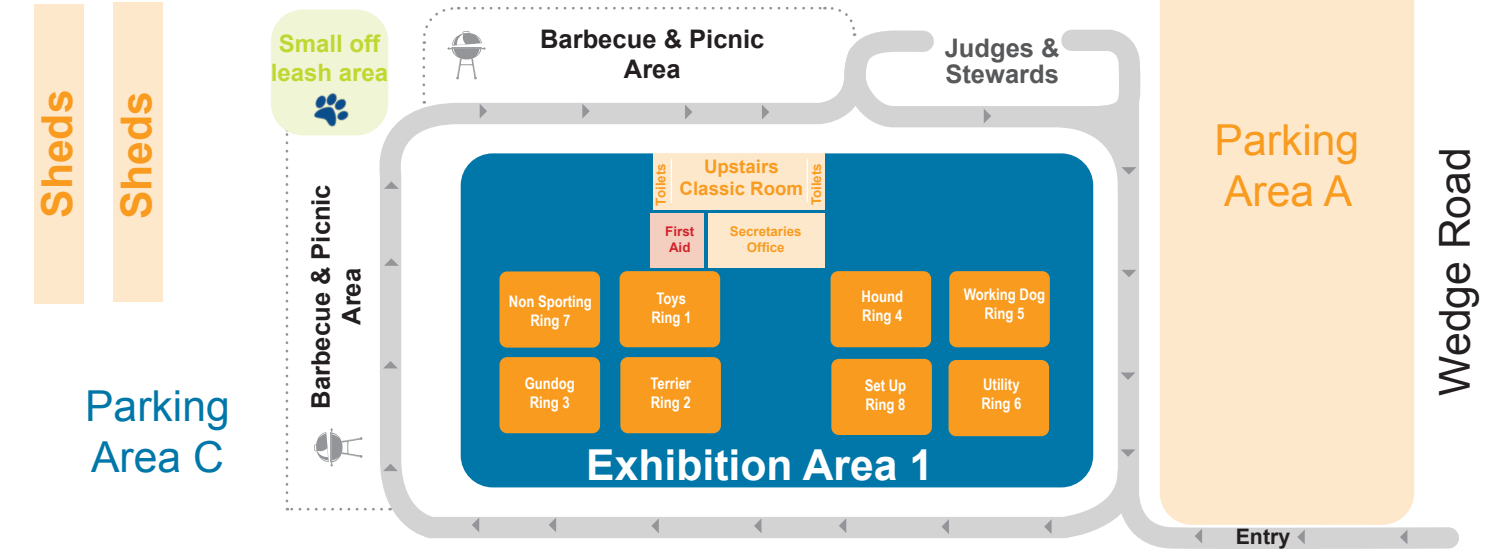 Sheds
Sheds
Small off
leash area
Barbecue & Picnic
Area
Judges &
Stewards
Parking
Area A
Wedge Road
Barbecue & Picnic
Area
Parking
Area C
Toilets
Upstairs
Classic Room
Toilets
First
Aid
Secretaries
Office
Non Sporting
Ring 7
Toys
Ring 1
Hound
Ring 4
Working Dog
Ring 5
Gundog
Ring 3
Terrier
Ring 2
Set Up
Ring 8
Utility
Ring 6
Exhibition Area 1
Entry